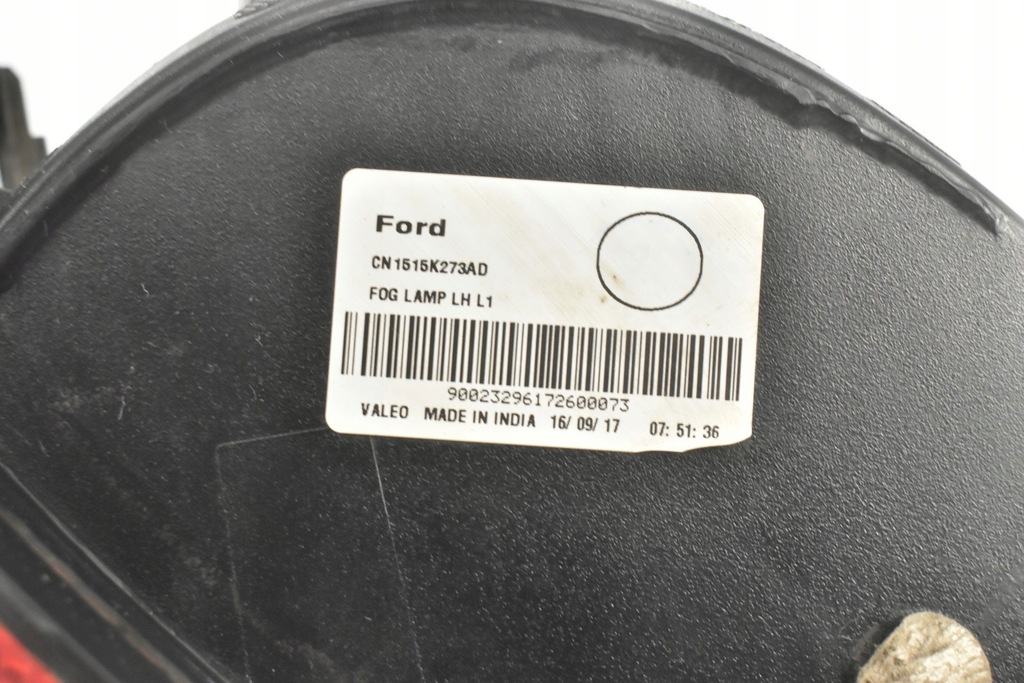 Ford
CN1515K273AD
FOG LAMP LH L1
90023296172600073
VALEO MADE IN INDIA 16/ 09/ 17 07: 51: 36